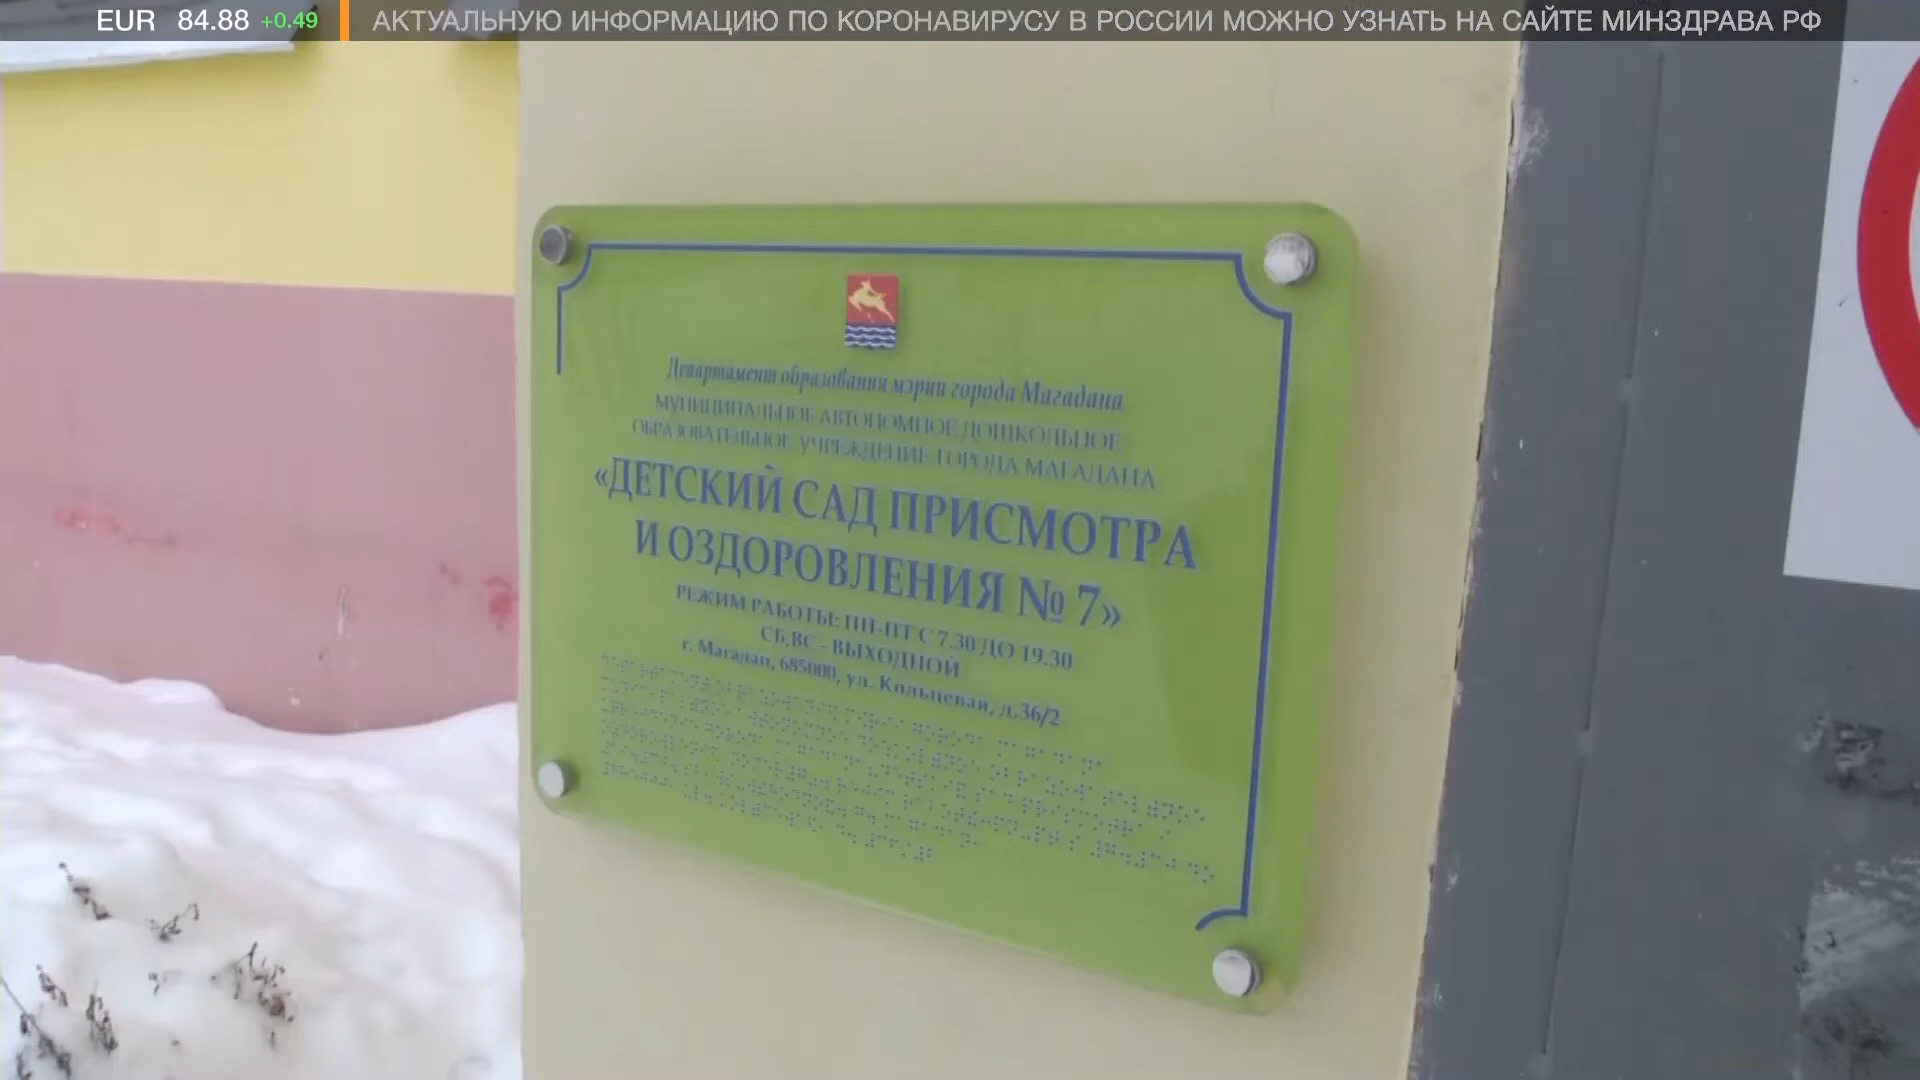 EUR 84.88 +0.49 АКТУАЛЬНУЮ ИНФОРМАЦИЮ ПО КОРОНАВИРУСУ В РОССИИ МОЖНО УЗНАТЬ НА САЙТЕ МИНЗДРАВА РФ
Департамент образования мэрии города Магадана
МУНИЦИПАЛЬНОЕ АВТОНОМНОЕ ДОШКОЛЬНОЕ
ОБРАЗОВАТЕЛЬНОЕ УЧРЕЖДЕНИЕ ГОРОДА МАГАДАНА
«ДЕТСКИЙ САД ПРИСМОТРА
И ОЗДОРОВЛЕНИЯ № 7»
РЕЖИМ РАБОТЫ: ПН-ПТ С 7.30 ДО 19.30
СБ,ВС - ВЫХОДНОЙ
г. Магадан, 685000, ул. Кольцевая, д.36/2